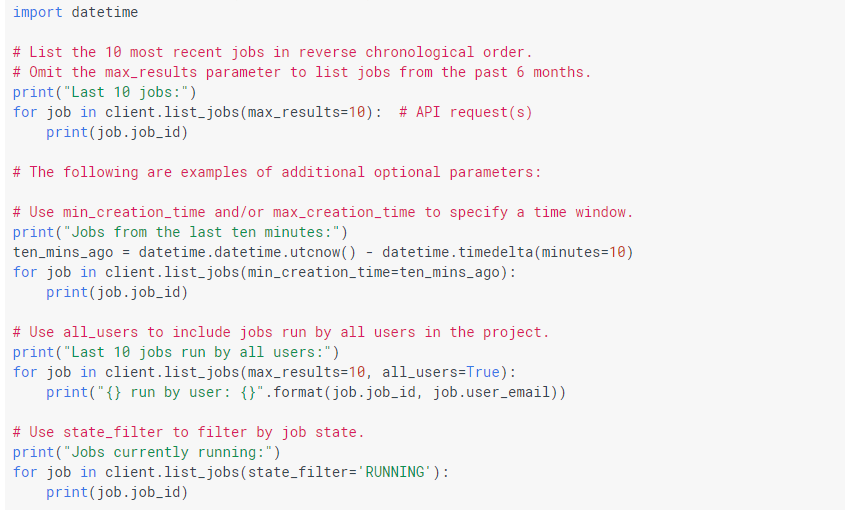 import datetime

# List the 10 most recent jobs in reverse chronological order.
# Omit the max_results parameter to list jobs from the past 6 months.
print("Last 10 jobs:")
for job in client.list_jobs(max_results=10):  # API request(s)
    print(job.job_id)

# The following are examples of additional optional parameters:

# Use min_creation_time and/or max_creation_time to specify a time window.
print("Jobs from the last ten minutes:")
ten_mins_ago = datetime.datetime.utcnow() - datetime.timedelta(minutes=10)
for job in client.list_jobs(min_creation_time=ten_mins_ago):
    print(job.job_id)

# Use all_users to include jobs run by all users in the project.
print("Last 10 jobs run by all users:")
for job in client.list_jobs(max_results=10, all_users=True):
    print("{} run by user: {}".format(job.job_id, job.user_email))

# Use state_filter to filter by job state.
print("Jobs currently running:")
for job in client.list_jobs(state_filter='RUNNING'):
    print(job.job_id)